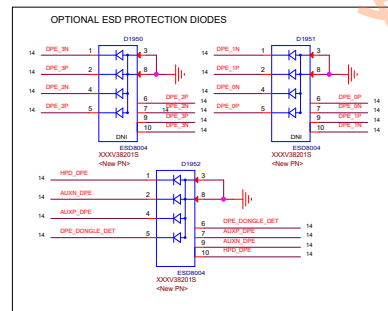 OPTIONAL ESD PROTECTION DIODES
D1950
14 DPE_3N 1 3
14 DPE_3P 2 8
14 DPE_2N 4
14 DPE_2P 5
6 DPE_2P 14
7 DPE_2N 14
9 DPE_3P 14
10 DPE_3N 14
DNI
ESD8004
XXXV38201S
<New PN>
D1951
14 DPE_1N 1 3
14 DPE_1P 2 8
14 DPE_0N 4
14 DPE_0P 5
6 DPE_0P 14
7 DPE_0N 14
9 DPE_1P 14
10 DPE_1N 14
DNI
ESD8004
XXXV38201S
<New PN>
D1952
14 HPD_DPE 1 3
14 AUXN_DPE 2 8
14 AUXP_DPE 4
14 DPE_DONGLE_DET 5
6 DPE_DONGLE_DET 14
7 AUXP_DPE 14
9 AUXN_DPE 14
10 HPD_DPE 14
ESD8004
XXXV38201S
<New PN>